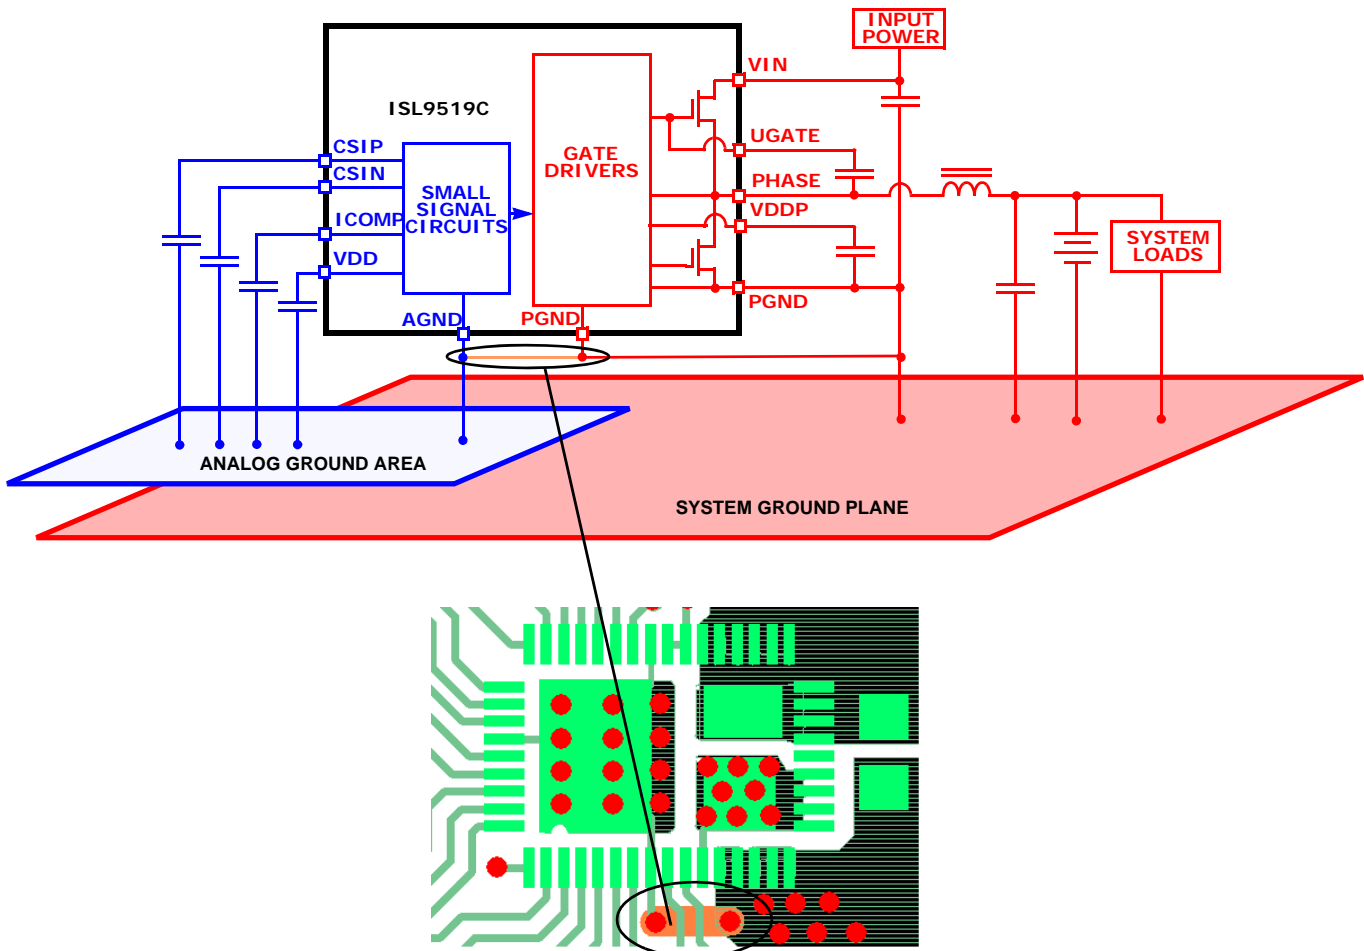 INPUT
POWER
VIN
ISL9519C
UGATE
CSIP
GATE
DRIVERS
CSIN
PHASE
SMALL
SIGNAL
CIRCUITS
VDDP
ICOMP
SYSTEM
LOADS
VDD
PGND
AGND
PGND
ANALOG GROUND AREA
SYSTEM GROUND PLANE